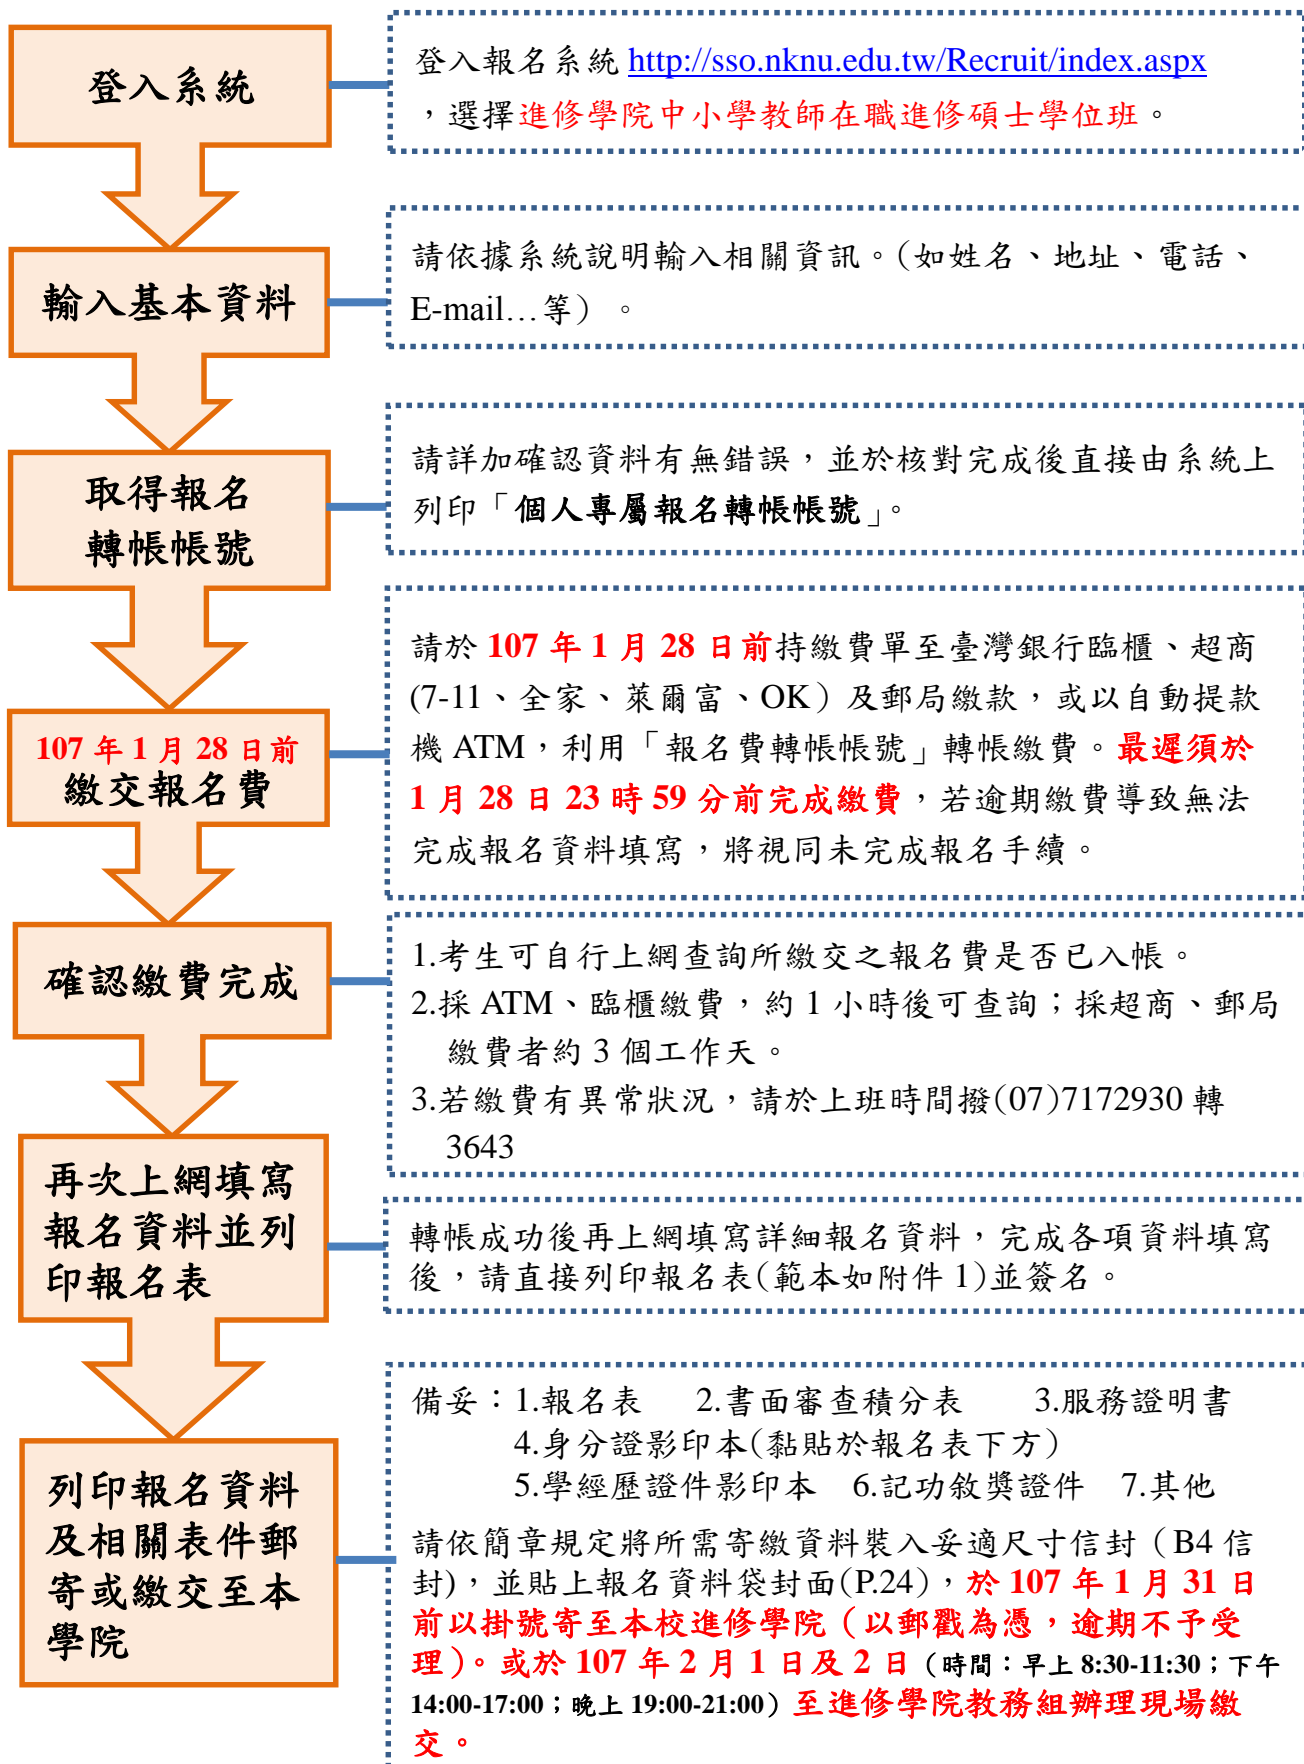 登入系統
登入報名系統 http://sso.nknu.edu.tw/Recruit/index.aspx
，選擇進修學院中小學教師在職進修碩士學位班。
輸入基本資料
請依據系統說明輸入相關資訊。(如姓名、地址、電話、
E-mail…等）。
取得報名
轉帳帳號
請詳加確認資料有無錯誤，並於核對完成後直接由系統上
列印「個人專屬報名轉帳帳號」。
107 年 1 月 28 日前
繳交報名費
請於 107 年 1 月 28 日前持繳費單至臺灣銀行臨櫃、超商
(7-11、全家、萊爾富、OK）及郵局繳款，或以自動提款
機 ATM，利用「報名費轉帳帳號」轉帳繳費。最遲須於
1 月 28 日 23 時 59 分前完成繳費，若逾期繳費導致無法
完成報名資料填寫，將視同未完成報名手續。
確認繳費完成
1.考生可自行上網查詢所繳交之報名費是否已入帳。
2.採 ATM、臨櫃繳費，約 1 小時後可查詢；採超商、郵局
繳費者約 3 個工作天。
3.若繳費有異常狀況，請於上班時間撥(07)7172930 轉
3643
再次上網填寫
報名資料並列
印報名表
轉帳成功後再上網填寫詳細報名資料，完成各項資料填寫
後，請直接列印報名表(範本如附件 1)並簽名。
列印報名資料
及相關表件郵
寄或繳交至本
學院
備妥：1.報名表 2.書面審查積分表 3.服務證明書
4.身分證影印本(黏貼於報名表下方）
5.學經歷證件影印本 6.記功敘獎證件 7.其他
請依簡章規定將所需寄繳資料裝入妥適尺寸信封（B4 信
封)，並貼上報名資料袋封面(P.24)，於 107 年 1 月 31 日
前以掛號寄至本校進修學院（以郵戳為憑，逾期不予受
理）。或於 107 年 2 月 1 日及 2 日（時間：早上 8:30-11:30；下午
14:00-17:00；晚上 19:00-21:00）至進修學院教務組辦理現場繳
交。